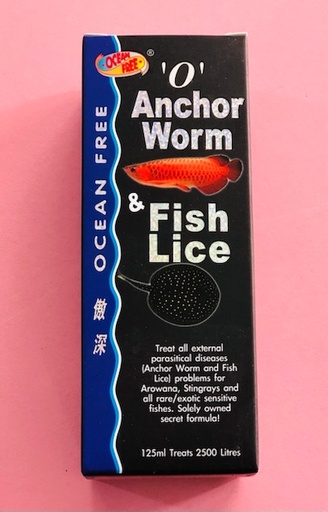 OCEAN
FREE
®
'O'
Anchor
Worm
&
Fish
Lice
OCEAN FREE
傲深
Treat all external
parasitical diseases
(Anchor Worm and Fish
Lice) problems for
Arowana, Stingrays and
all rare/exotic sensitive
fishes. Solely owned
secret formula!
125ml Treats 2500 Litres